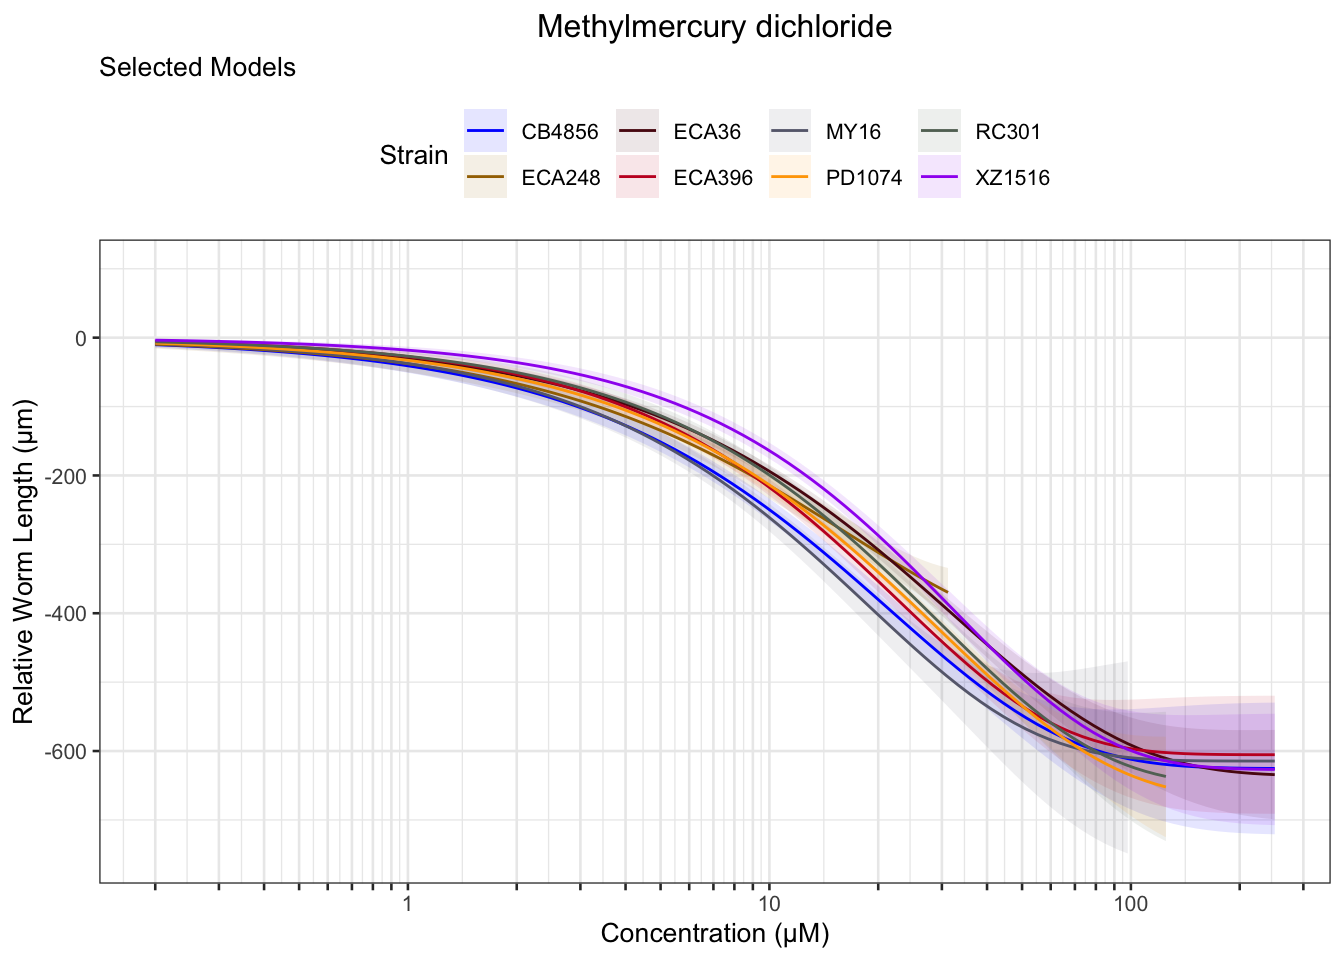 Methylmercury dichloride
Selected Models
Strain
CB4856 ECA36 MY16 RC301
ECA248 ECA396 PD1074 XZ1516
Relative Worm Length (µm)
0
-200
-400
-600
1 10 100
Concentration (µM)